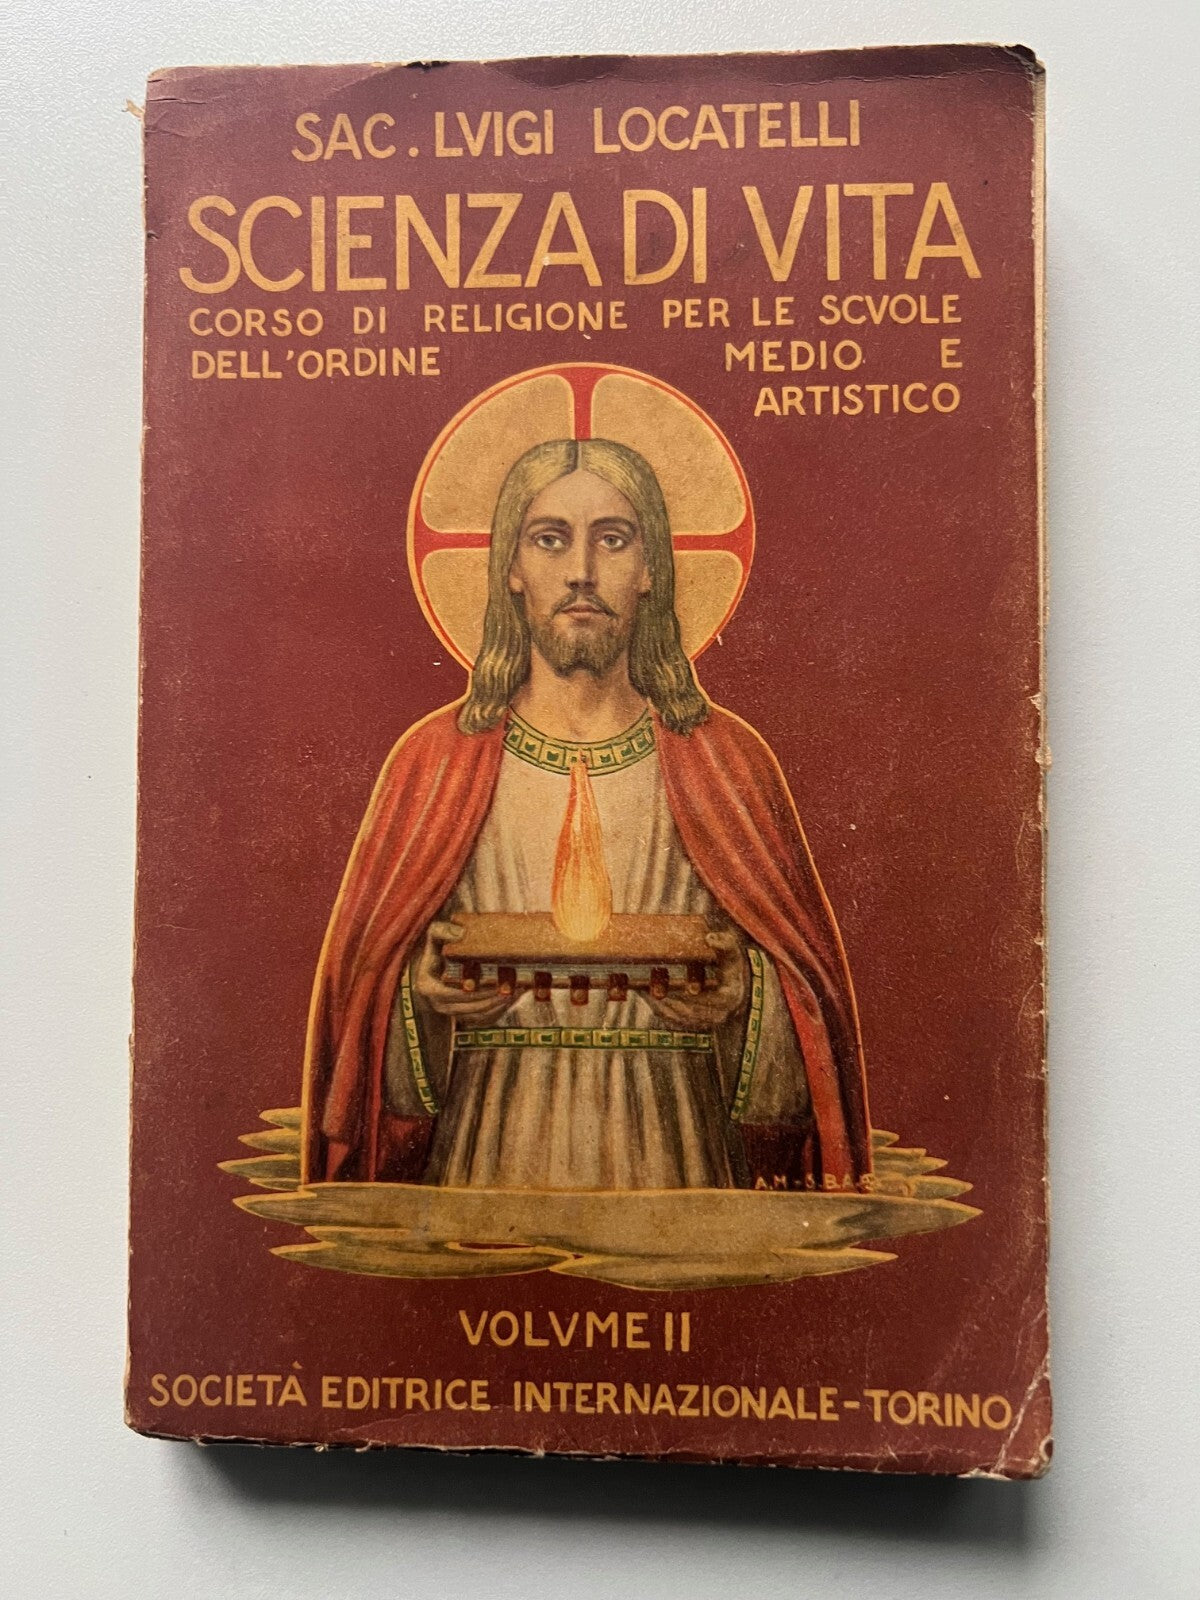 SAC. LVIGI LOCATELLI
SCIENZA DI VITA
CORSO DI RELIGIONE PER LE SCVOLE
DELL'ORDINE MEDIO E
ARTISTICO
VOLVME II
SOCIETÀ EDITRICE INTERNAZIONALE-TORINO